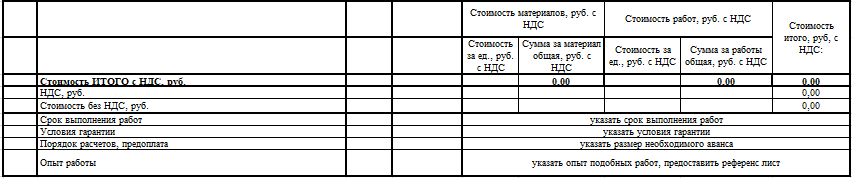 Стоимость материалов, руб. с НДС
Стоимость работ, руб. с НДС
Стоимость итого, руб, с НДС:
Стоимость за ед., руб. с НДС
Сумма за материал общая, руб. с НДС
Стоимость за ед., руб. с НДС
Сумма за работы общая, руб. с НДС
Стоимость ИТОГО с НДС, руб. 0,00 0,00 0,00
НДС, руб. 0,00
Стоимость без НДС, руб. 0,00
Срок выполнения работ указать срок выполнения работ
Условия гарантии указать условия гарантии
Порядок расчетов, предоплата указать размер необходимого аванса
Опыт работы указать опыт подобных работ, предоставить референс лист